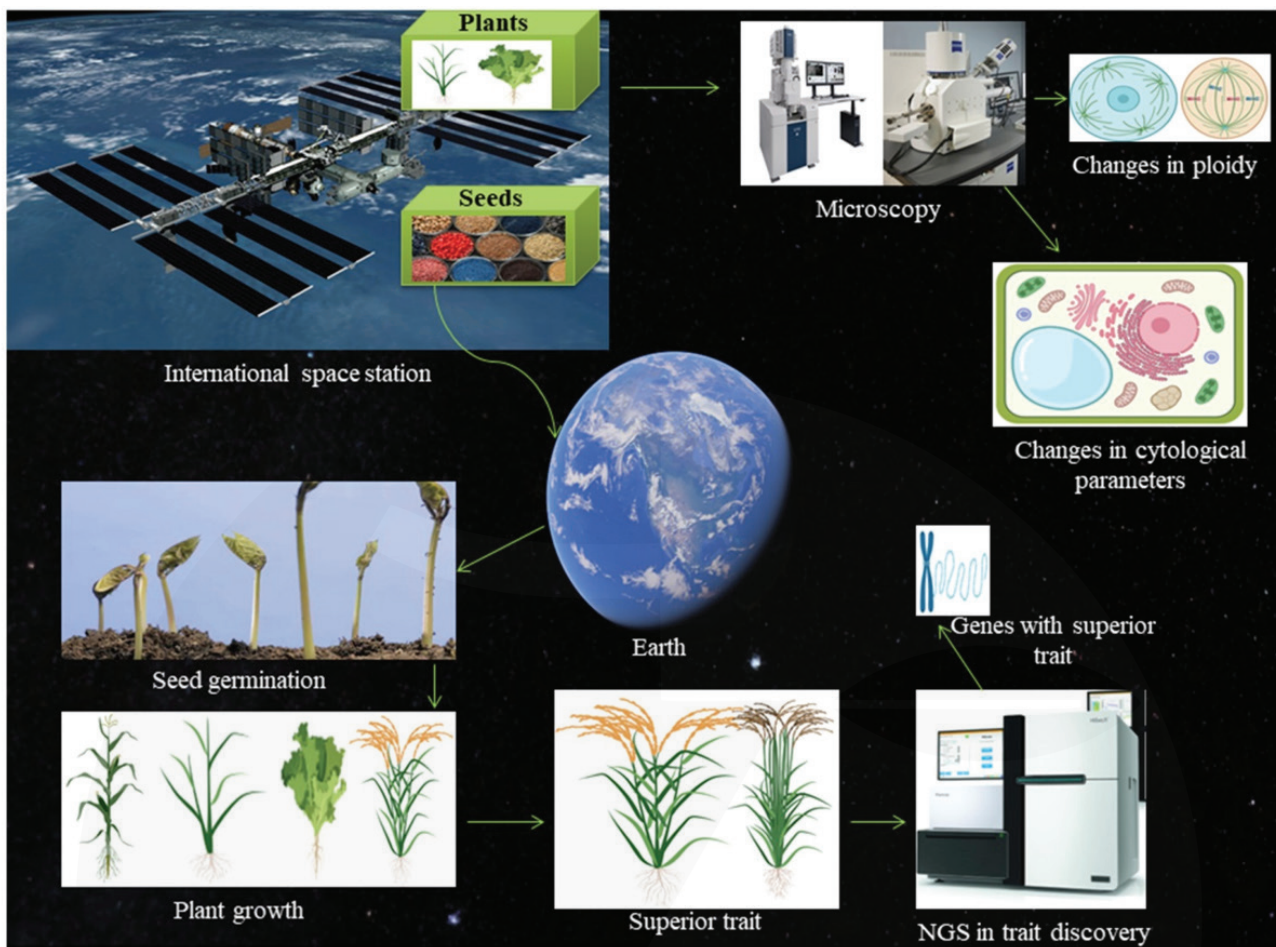 Plants
Seeds
International space station
Microscopy
Changes in ploidy
Changes in cytological
parameters
Earth
Seed germination
Plant growth
Superior trait
Genes with superior
trait
NGS in trait discovery